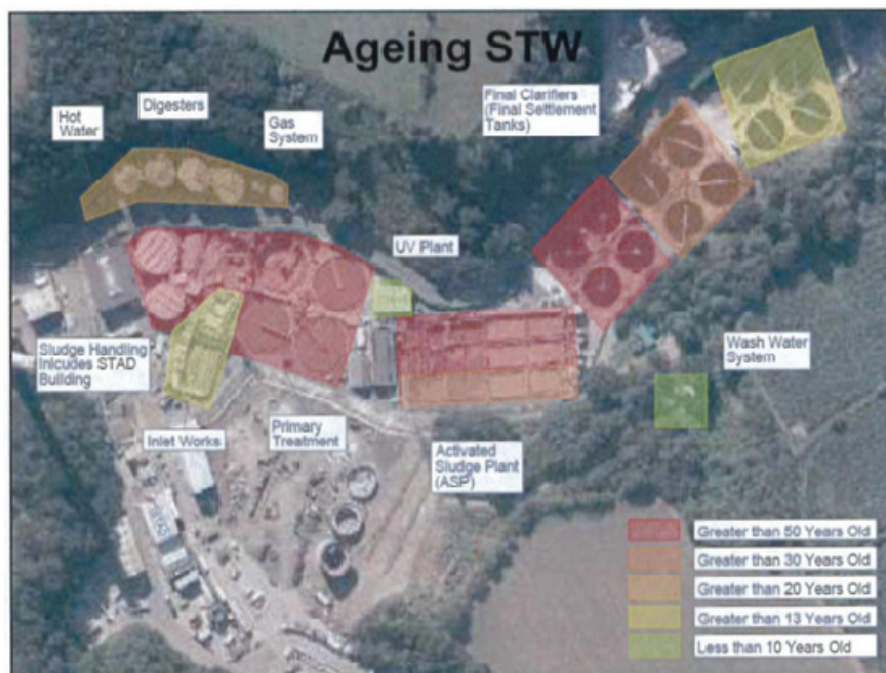 Ageing STW
Final Clarifiers
(Final Settlement
Tanks)
Digesters
Hot
Water
Gas
System
UV Plant
Wash Water
System
Sludge Handling
Inlcudes STAD
Building
Inlet Works
Primary
Treatment
Activated
Sludge Plant
(ASP)
Greater than 50 Years Old
Greater than 30 Years Old
Greater than 20 Years Old
Greater than 13 Years Old
Less than 10 Years Old